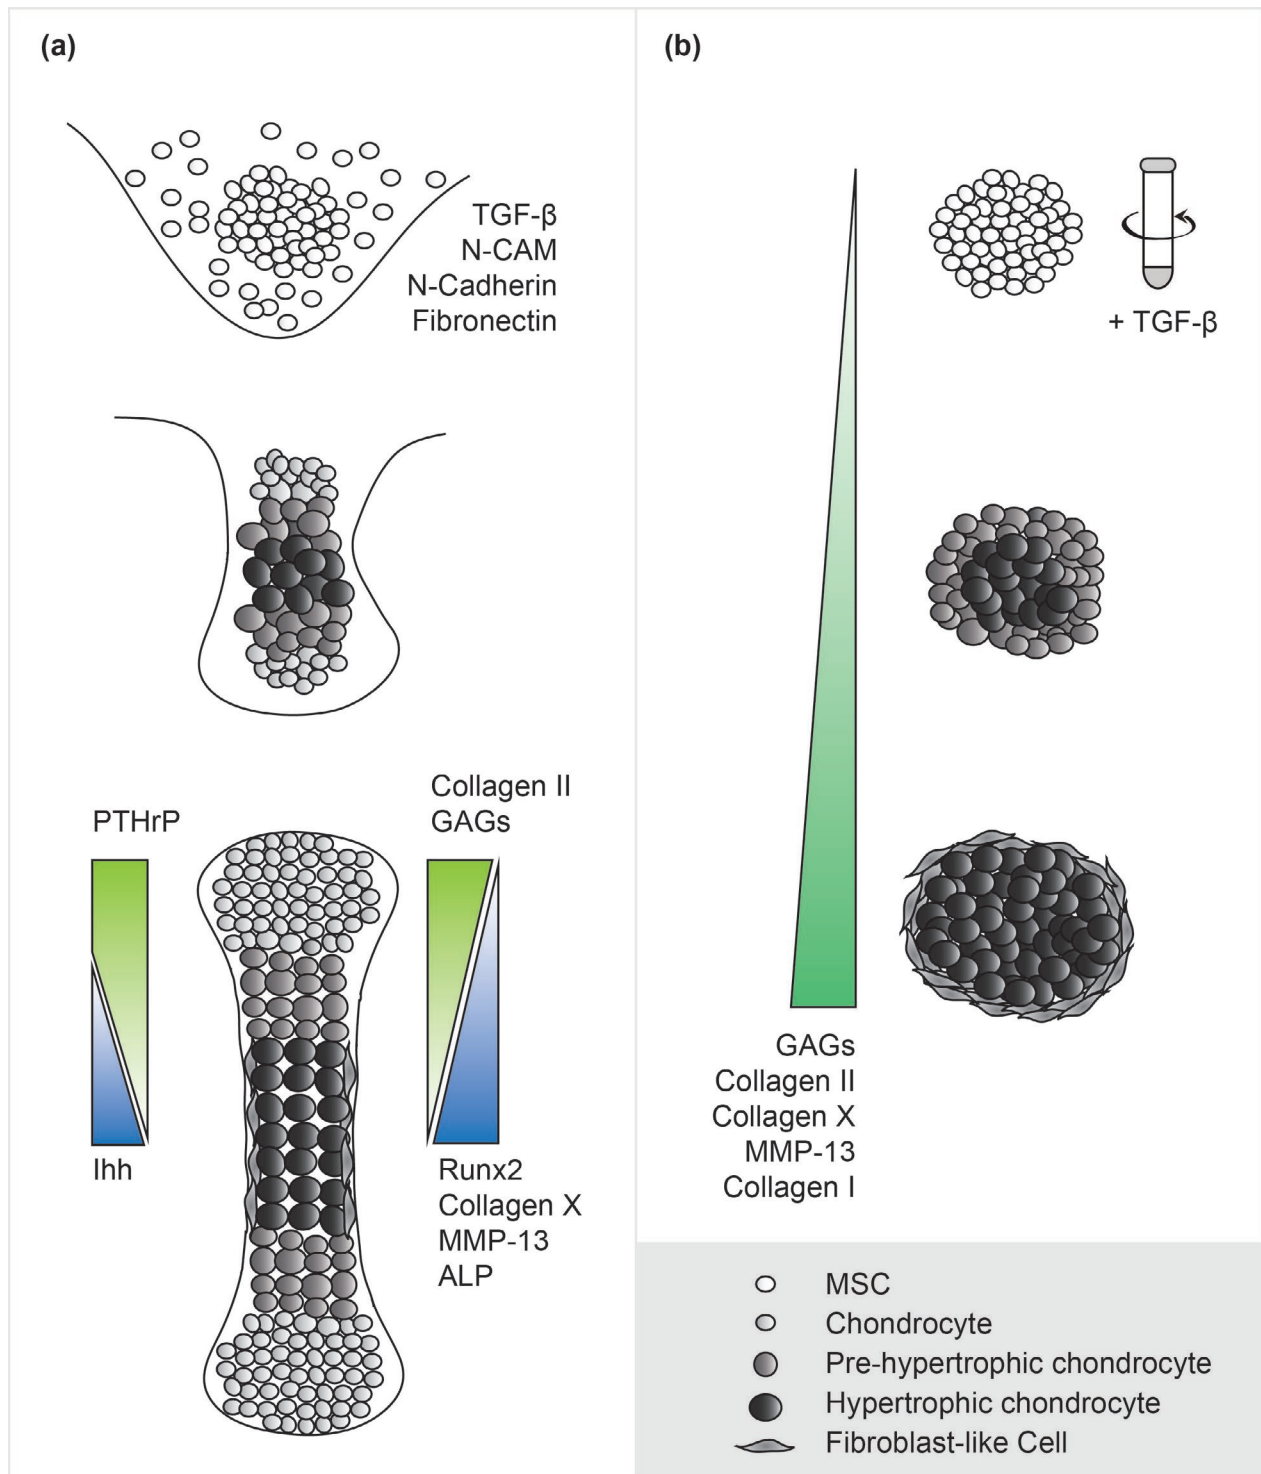 (a)
TGF-β
N-CAM
N-Cadherin
Fibronectin
PTHrP
Collagen II
GAGs
Ihh
Runx2
Collagen X
MMP-13
ALP
(b)
+ TGF-β
GAGs
Collagen II
Collagen X
MMP-13
Collagen I
MSC
Chondrocyte
Pre-hypertrophic chondrocyte
Hypertrophic chondrocyte
Fibroblast-like Cell